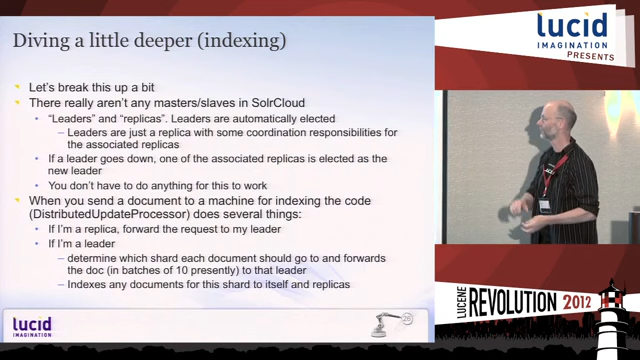 Diving a little deeper (indexing)
Let's break this up a bit
There really aren't any masters/slaves in SolrCloud
"Leaders" and "replicas". Leaders are automatically elected
– Leaders are just a replica with some coordination responsibilities for
the associated replicas
If a leader goes down, one of the associated replicas is elected as the
new leader
You don't have to do anything for this to work
When you send a document to a machine for indexing the code
(DistributedUpdateProcessor) does several things:
If I'm a replica, forward the request to my leader
If I'm a leader
– determine which shard each document should go to and forwards
the doc (in batches of 10 presently) to that leader
– Indexes any documents for this shard to itself and replicas
lucid
IMAGINATION
26
lucid
IMAGINATION
PRESENTS
LUCENE
REVOLUTION 2012